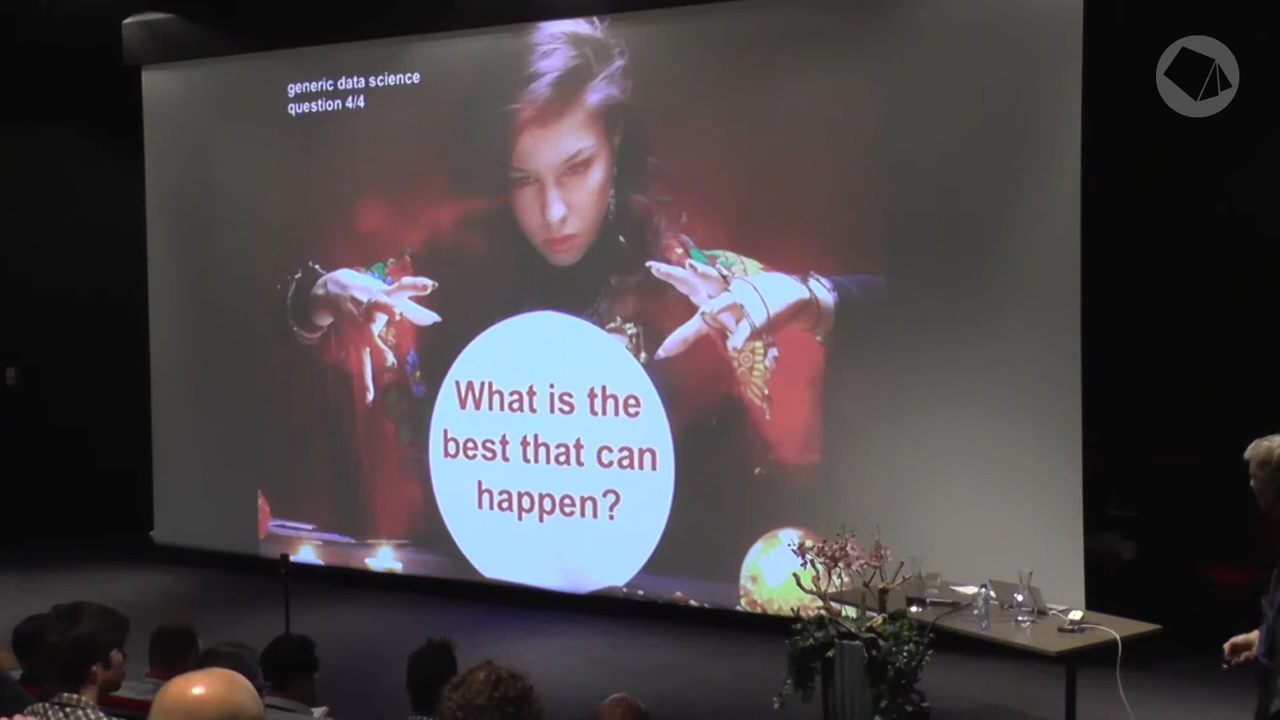 generic data science
question 4/4
What is the
best that can
happen?